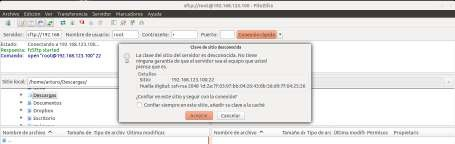 sftp://root@192.168.123.100 - FileZilla
Archivo Edición Ver Transferencia Servidor Marcadores Ayuda
Servidor: sftp://192.168 Nombre de usuario: root Contraseña: Puerto: Conexión rápida
Estado: Conectando a 192.168.123.100...
Respuesta: fzSftp started
Comando: open "root@192.168.123.100" 22
Clave de sitio desconocida
La clave del sitio del servidor es desconocida. No tiene
ninguna garantía de que el servidor sea el equipo que usted
piensa que es.
Detalles
Sitio: 192.168.123.100:22
Huella digital: ssh-rsa 2048
¿Confiar en este sitio y seguir con la conexión?
Confiar siempre en este sitio, añadir su clave a la caché
Aceptar Cancelar
Sitio local: /home/arturo/Descargas/
Descargas
Documentos
Dropbox
Escritorio
Nombre de archivo Tamaño de Tipo de archivo Última modificac
Nombre de archivo Tamaño de Tipo de arc Última modific Permisos Propietario
..